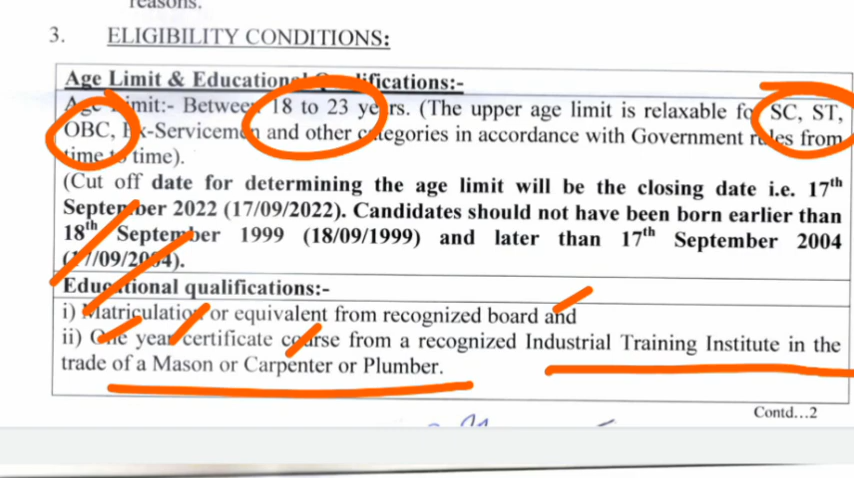 reasons.
3. ELIGIBILITY CONDITIONS:
Age Limit & Educational Qualifications:-
Age Limit:- Between 18 to 23 years. (The upper age limit is relaxable for SC, ST,
OBC, Ex-Servicemen and other categories in accordance with Government rules from
time to time).
(Cut off date for determining the age limit will be the closing date i.e. 17th
September 2022 (17/09/2022). Candidates should not have been born earlier than
18th September 1999 (18/09/1999) and later than 17th September 2004
(17/09/2004).
Educational qualifications:-
i) Matriculation or equivalent from recognized board and
ii) One year certificate course from a recognized Industrial Training Institute in the
trade of a Mason or Carpenter or Plumber.
Contd...2